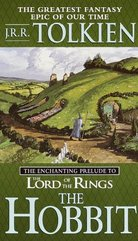 THE GREATEST FANTASY
EPIC OF OUR TIME
J.R.R.
TOLKIEN
THE ENCHANTING PRELUDE TO
THE LORD OF THE RINGS
THE HOBBIT